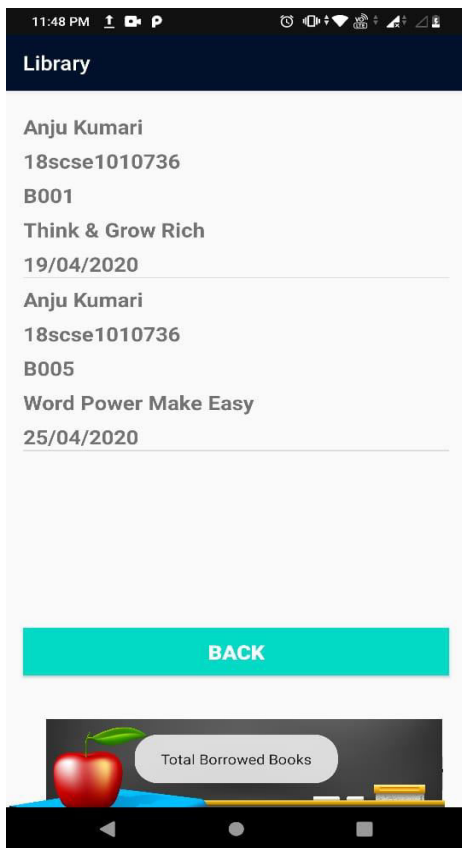 11:48 PM
Library
Anju Kumari
18scse1010736
B001
Think & Grow Rich
19/04/2020
Anju Kumari
18scse1010736
B005
Word Power Make Easy
25/04/2020
BACK
Total Borrowed Books